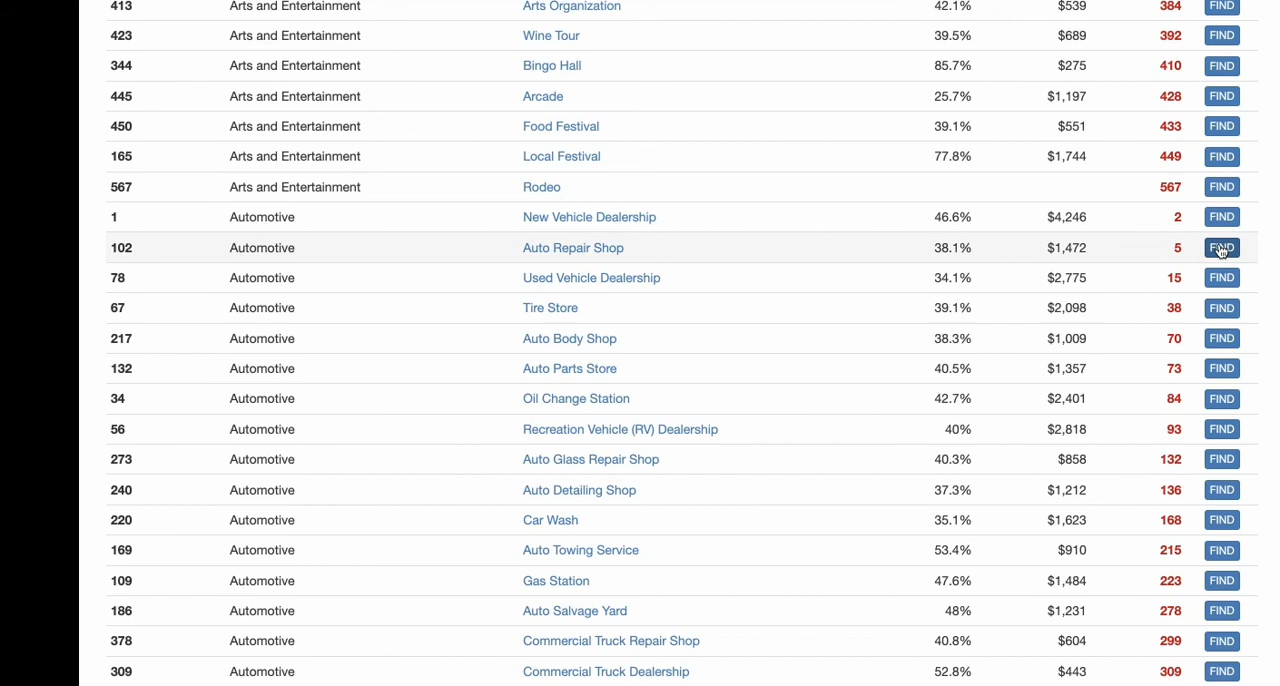 413 Arts and Entertainment Arts Organization 42.1% $539 384 FIND
423 Arts and Entertainment Wine Tour 39.5% $689 392 FIND
344 Arts and Entertainment Bingo Hall 85.7% $275 410 FIND
445 Arts and Entertainment Arcade 25.7% $1,197 428 FIND
450 Arts and Entertainment Food Festival 39.1% $551 433 FIND
165 Arts and Entertainment Local Festival 77.8% $1,744 449 FIND
567 Arts and Entertainment Rodeo 567 FIND
1 Automotive New Vehicle Dealership 46.6% $4,246 2 FIND
102 Automotive Auto Repair Shop 38.1% $1,472 5 FIND
78 Automotive Used Vehicle Dealership 34.1% $2,775 15 FIND
67 Automotive Tire Store 39.1% $2,098 38 FIND
217 Automotive Auto Body Shop 38.3% $1,009 70 FIND
132 Automotive Auto Parts Store 40.5% $1,357 73 FIND
34 Automotive Oil Change Station 42.7% $2,401 84 FIND
56 Automotive Recreation Vehicle (RV) Dealership 40% $2,818 93 FIND
273 Automotive Auto Glass Repair Shop 40.3% $858 132 FIND
240 Automotive Auto Detailing Shop 37.3% $1,212 136 FIND
220 Automotive Car Wash 35.1% $1,623 168 FIND
169 Automotive Auto Towing Service 53.4% $910 215 FIND
109 Automotive Gas Station 47.6% $1,484 223 FIND
186 Automotive Auto Salvage Yard 48% $1,231 278 FIND
378 Automotive Commercial Truck Repair Shop 40.8% $604 299 FIND
309 Automotive Commercial Truck Dealership 52.8% $443 309 FIND